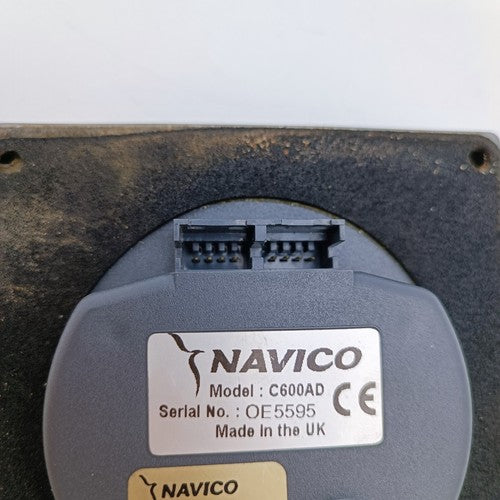 NAVICO
Model : C600AD
Serial No. : OE5595
CE
Made In the UK
NAVICO